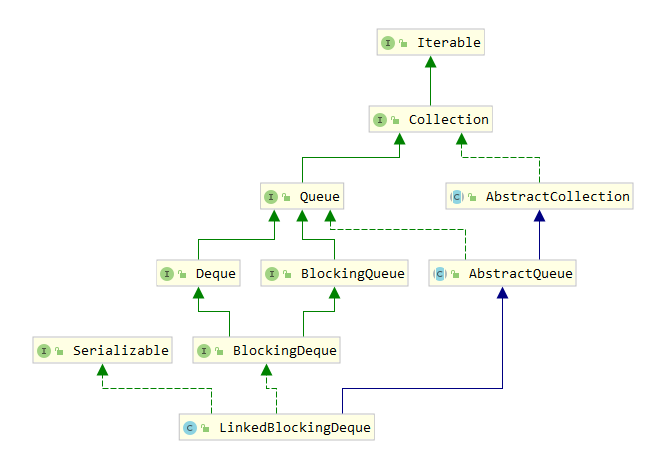 I Iterable
I Collection
I Queue
C AbstractCollection
I Deque
I BlockingQueue
C AbstractQueue
I Serializable
I BlockingDeque
C LinkedBlockingDeque